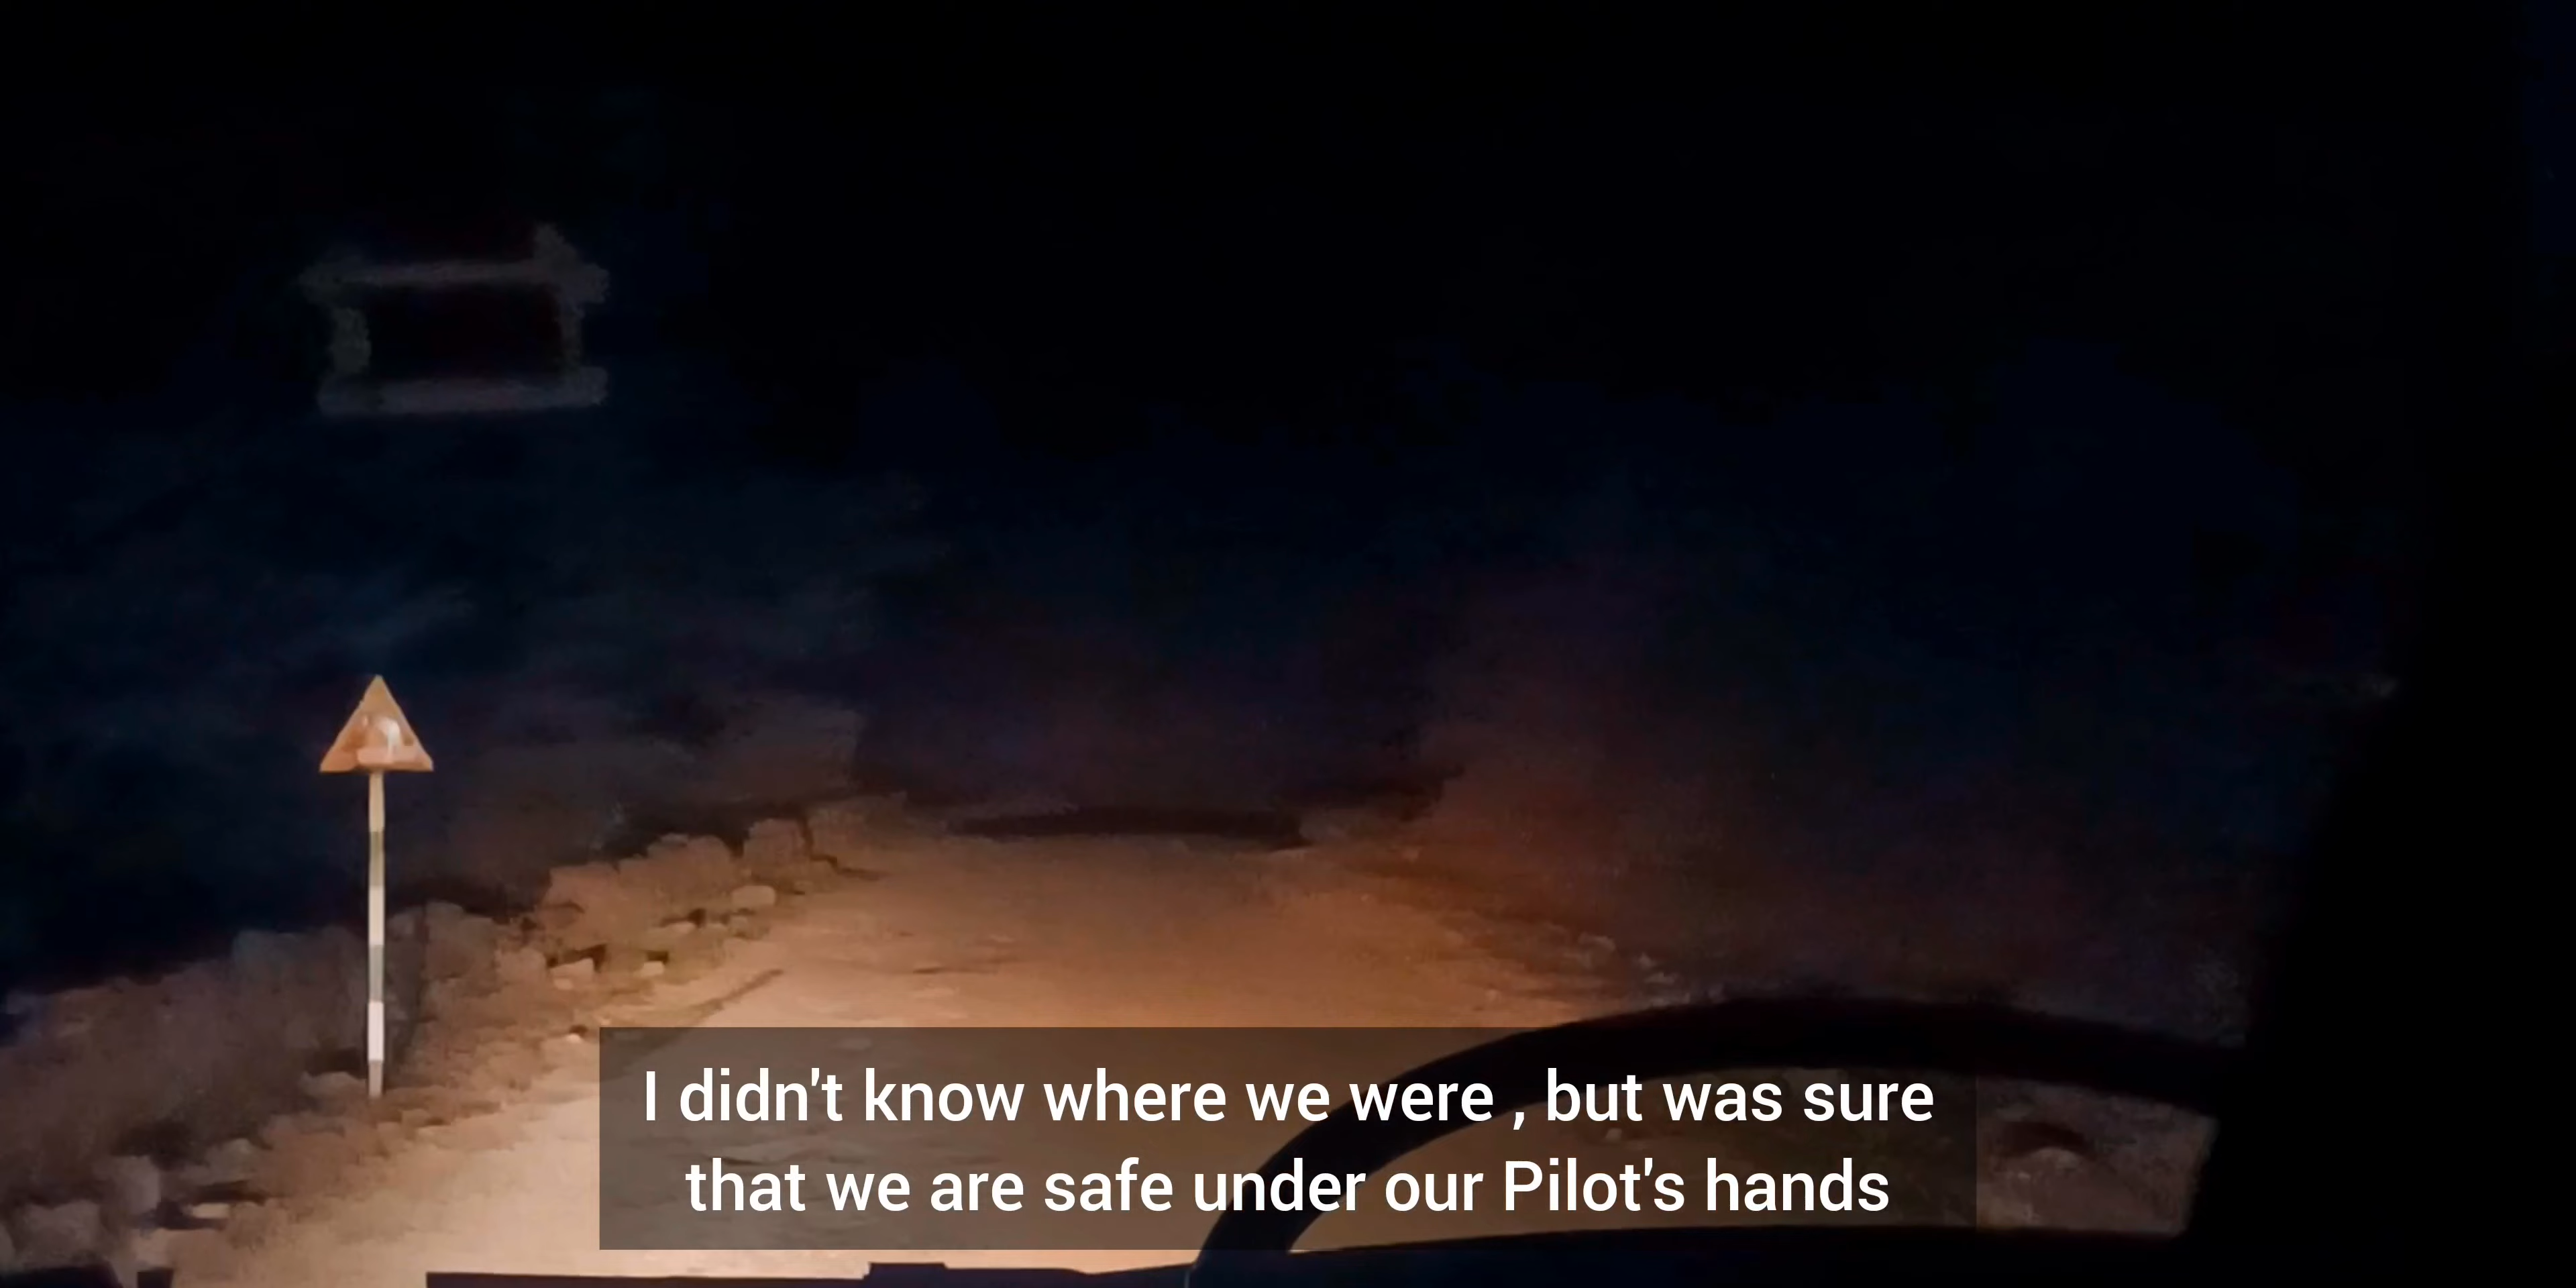 I didn't know where we were , but was sure
that we are safe under our Pilot's hands